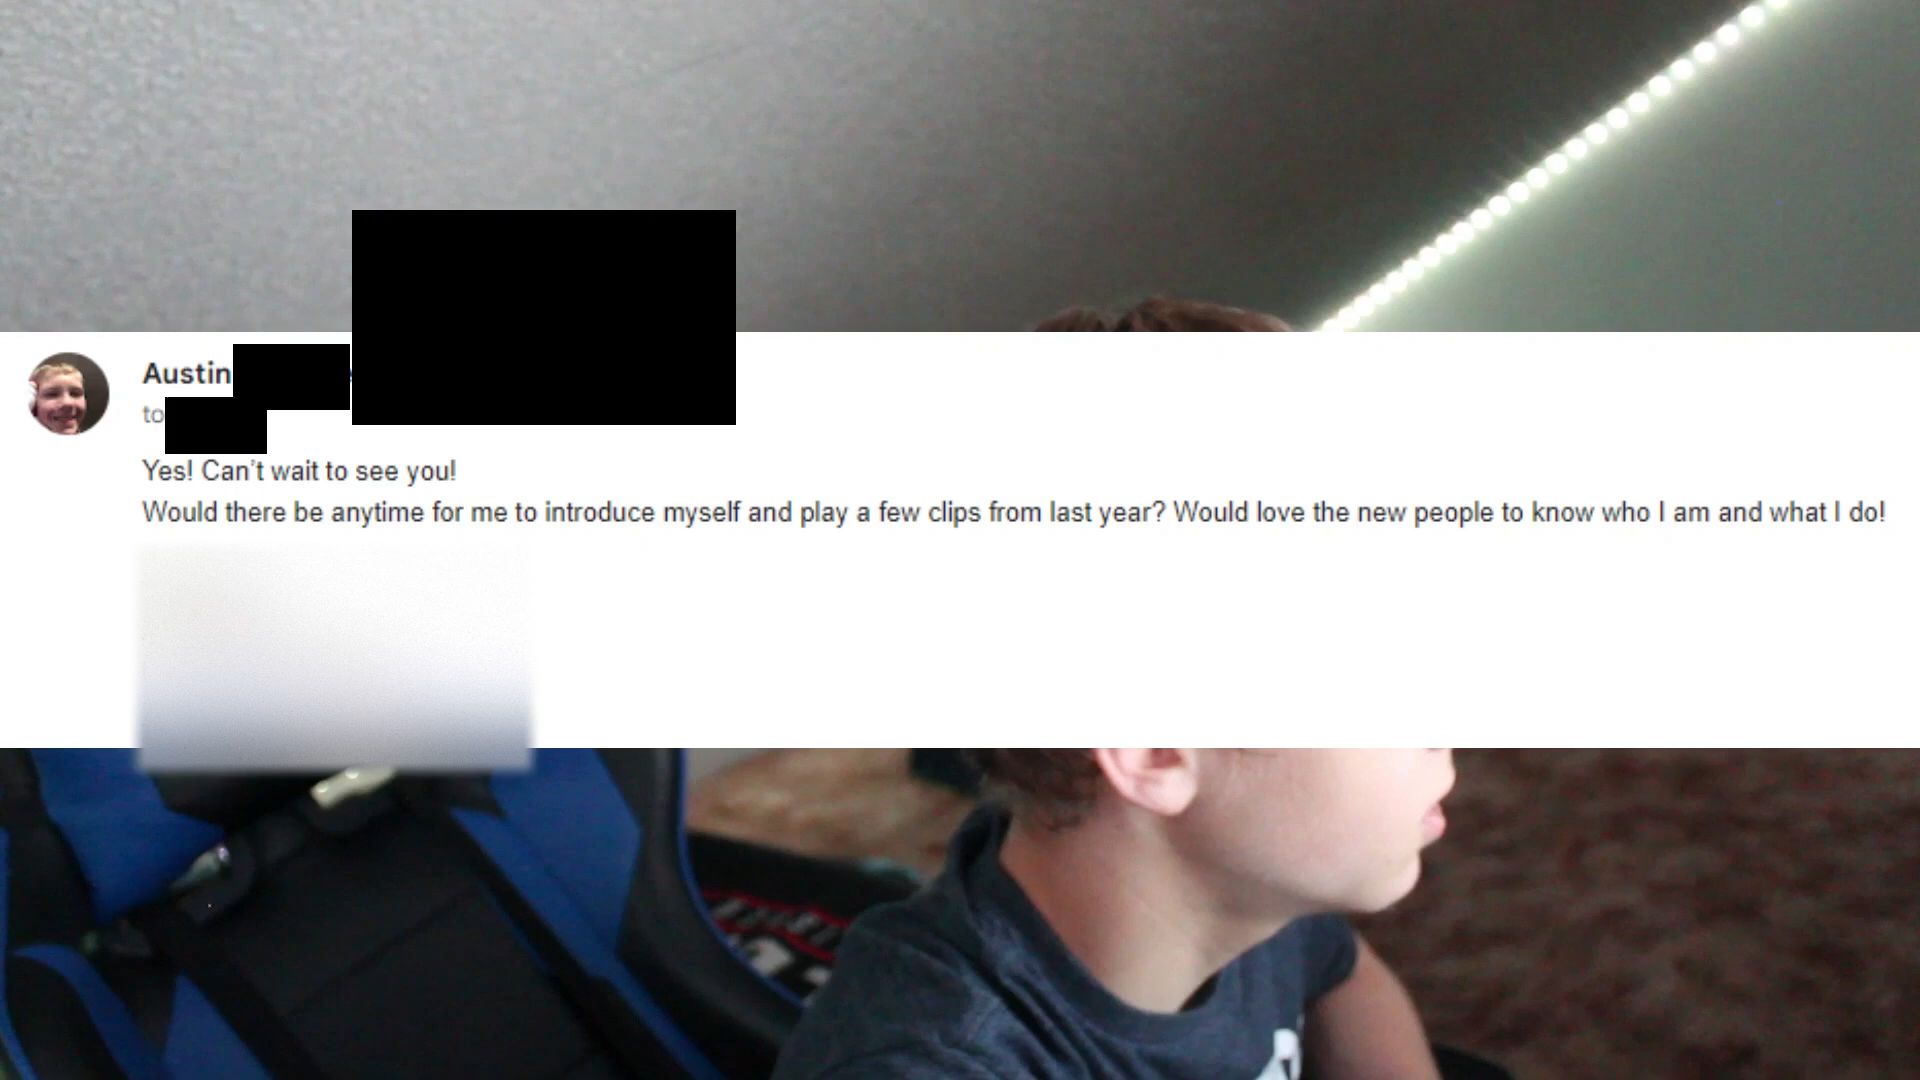 Austin
to
Yes! Can't wait to see you!
Would there be anytime for me to introduce myself and play a few clips from last year? Would love the new people to know who I am and what I do!